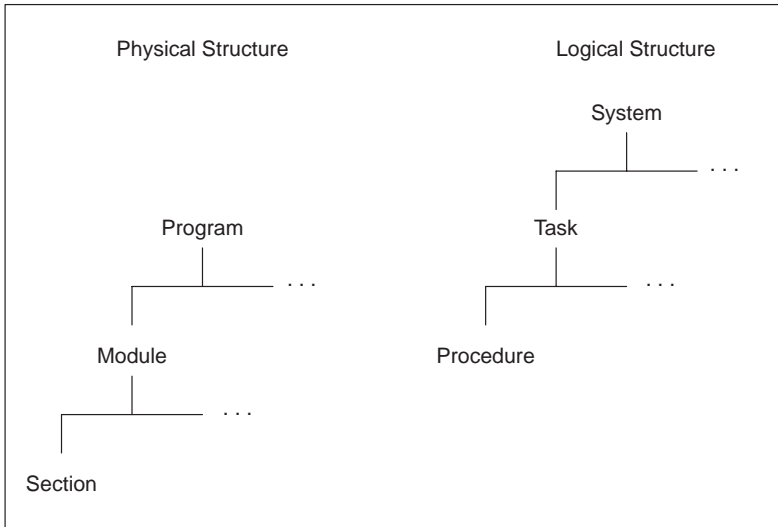 Physical Structure
Logical Structure
System
. . .
Program
Task
. . .
. . .
Module
Procedure
. . .
Section